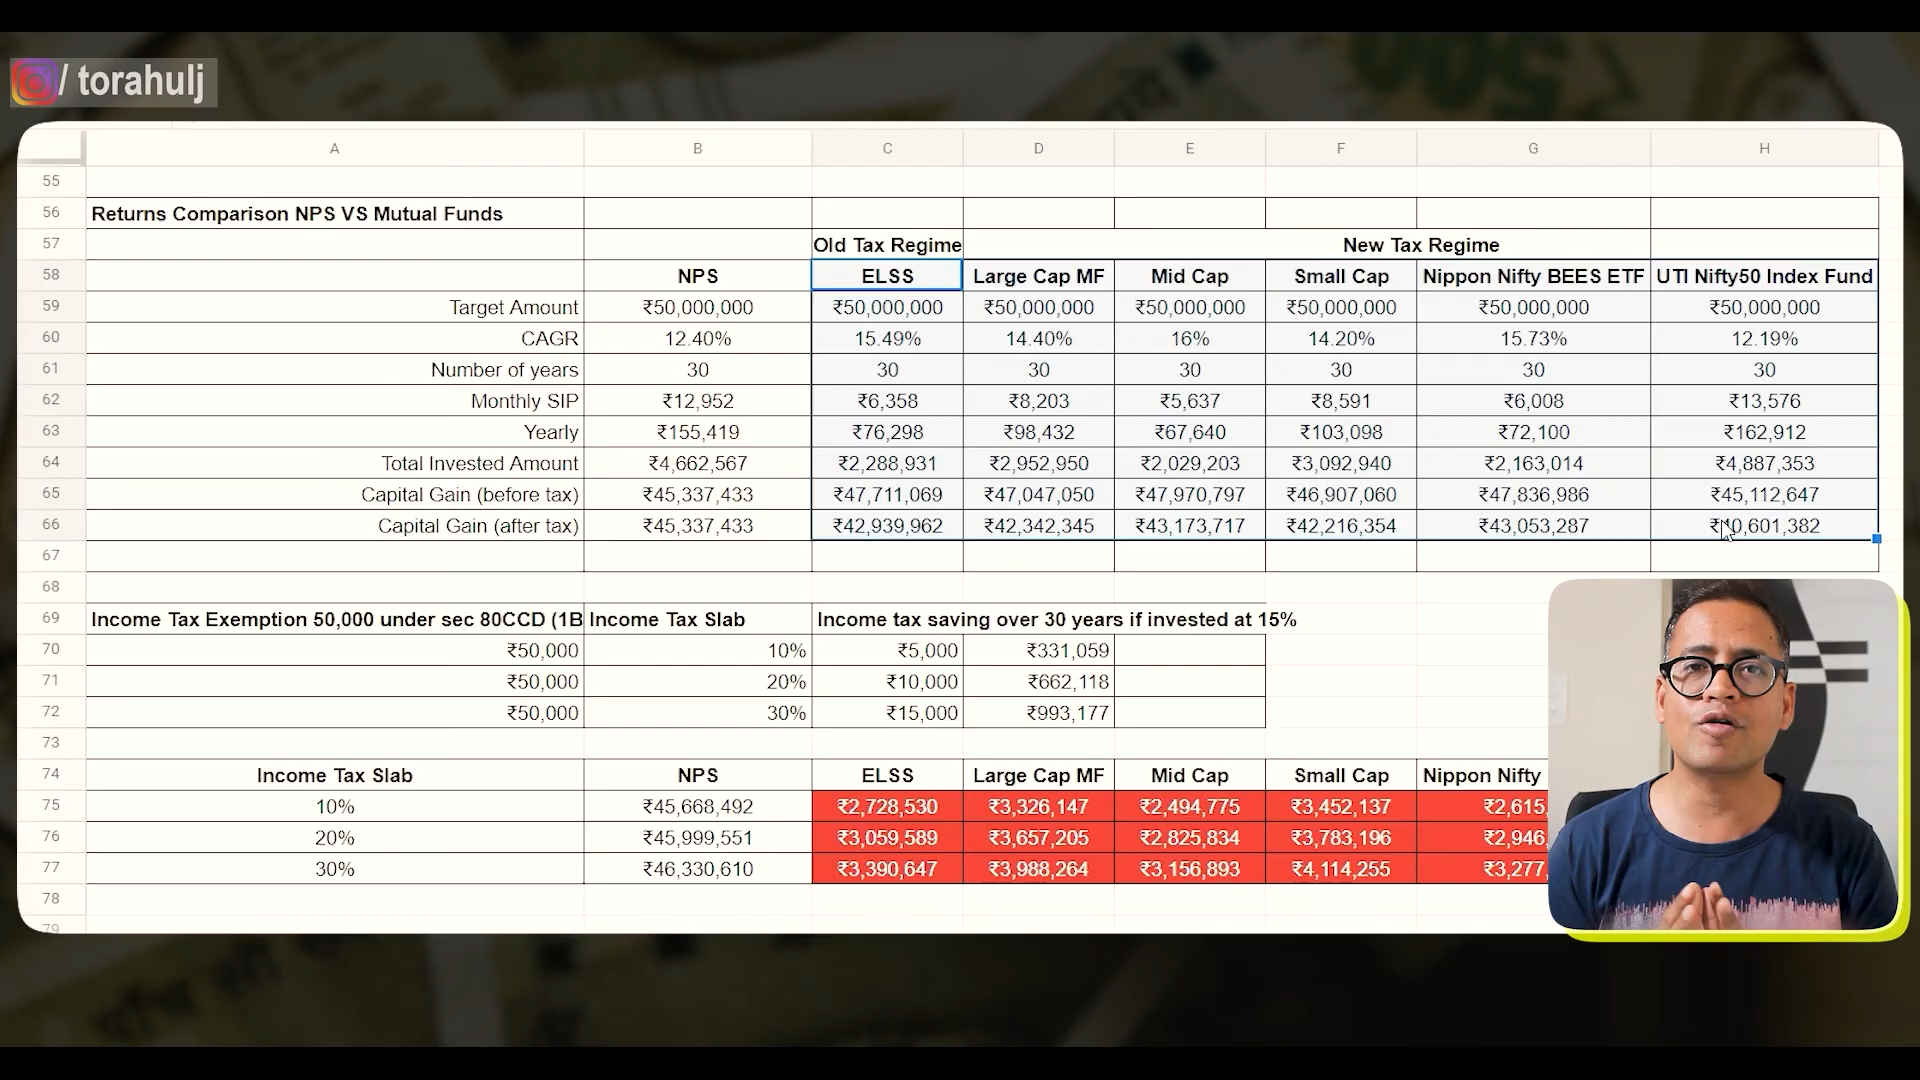 / torahulj
A B C D E F G H
55
56 Returns Comparison NPS VS Mutual Funds
57 Old Tax Regime New Tax Regime
58 NPS ELSS Large Cap MF Mid Cap Small Cap Nippon Nifty BEES ETF UTI Nifty50 Index Fund
59 Target Amount ₹50,000,000 ₹50,000,000 ₹50,000,000 ₹50,000,000 ₹50,000,000 ₹50,000,000 ₹50,000,000
60 CAGR 12.40% 15.49% 14.40% 16% 14.20% 15.73% 12.19%
61 Number of years 30 30 30 30 30 30 30
62 Monthly SIP ₹12,952 ₹6,358 ₹8,203 ₹5,637 ₹8,591 ₹6,008 ₹13,576
63 Yearly ₹155,419 ₹76,298 ₹98,432 ₹67,640 ₹103,098 ₹72,100 ₹162,912
64 Total Invested Amount ₹4,662,567 ₹2,288,931 ₹2,952,950 ₹2,029,203 ₹3,092,940 ₹2,163,014 ₹4,887,353
65 Capital Gain (before tax) ₹45,337,433 ₹47,711,069 ₹47,047,050 ₹47,970,797 ₹46,907,060 ₹47,836,986 ₹45,112,647
66 Capital Gain (after tax) ₹45,337,433 ₹42,939,962 ₹42,342,345 ₹43,173,717 ₹42,216,354 ₹43,053,287 ₹40,601,382
67
68
69 Income Tax Exemption 50,000 under sec 80CCD (1B Income Tax Slab Income tax saving over 30 years if invested at 15%
70 ₹50,000 10% ₹5,000 ₹331,059
71 ₹50,000 20% ₹10,000 ₹662,118
72 ₹50,000 30% ₹15,000 ₹993,177
73
74 Income Tax Slab NPS ELSS Large Cap MF Mid Cap Small Cap Nippon Nifty
75 10% ₹45,668,492 ₹2,728,530 ₹3,326,147 ₹2,494,775 ₹3,452,137 ₹2,615,
76 20% ₹45,999,551 ₹3,059,589 ₹3,657,205 ₹2,825,834 ₹3,783,196 ₹2,946,
77 30% ₹46,330,610 ₹3,390,647 ₹3,988,264 ₹3,156,893 ₹4,114,255 ₹3,277,
78
79